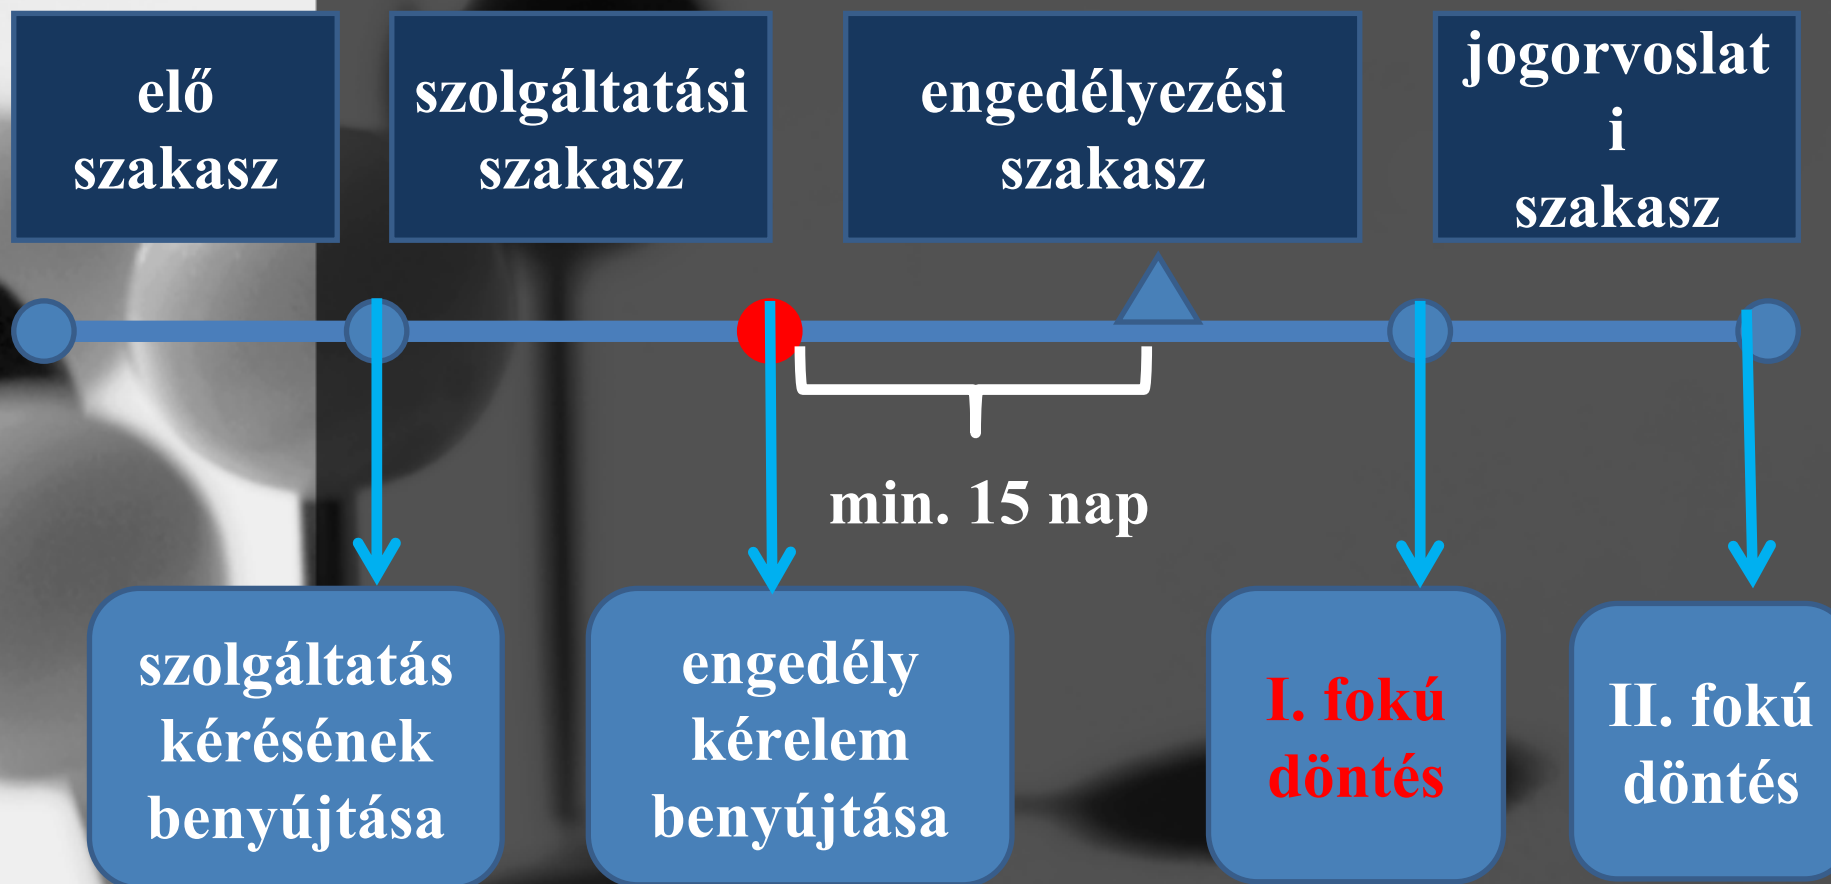 elő
szakasz
szolgáltatási
szakasz
engedélyezési
szakasz
jogorvoslat
i
szakasz
min. 15 nap
szolgáltatás
kérésének
benyújtása
engedély
kérelem
benyújtása
I. fokú
döntés
II. fokú
döntés